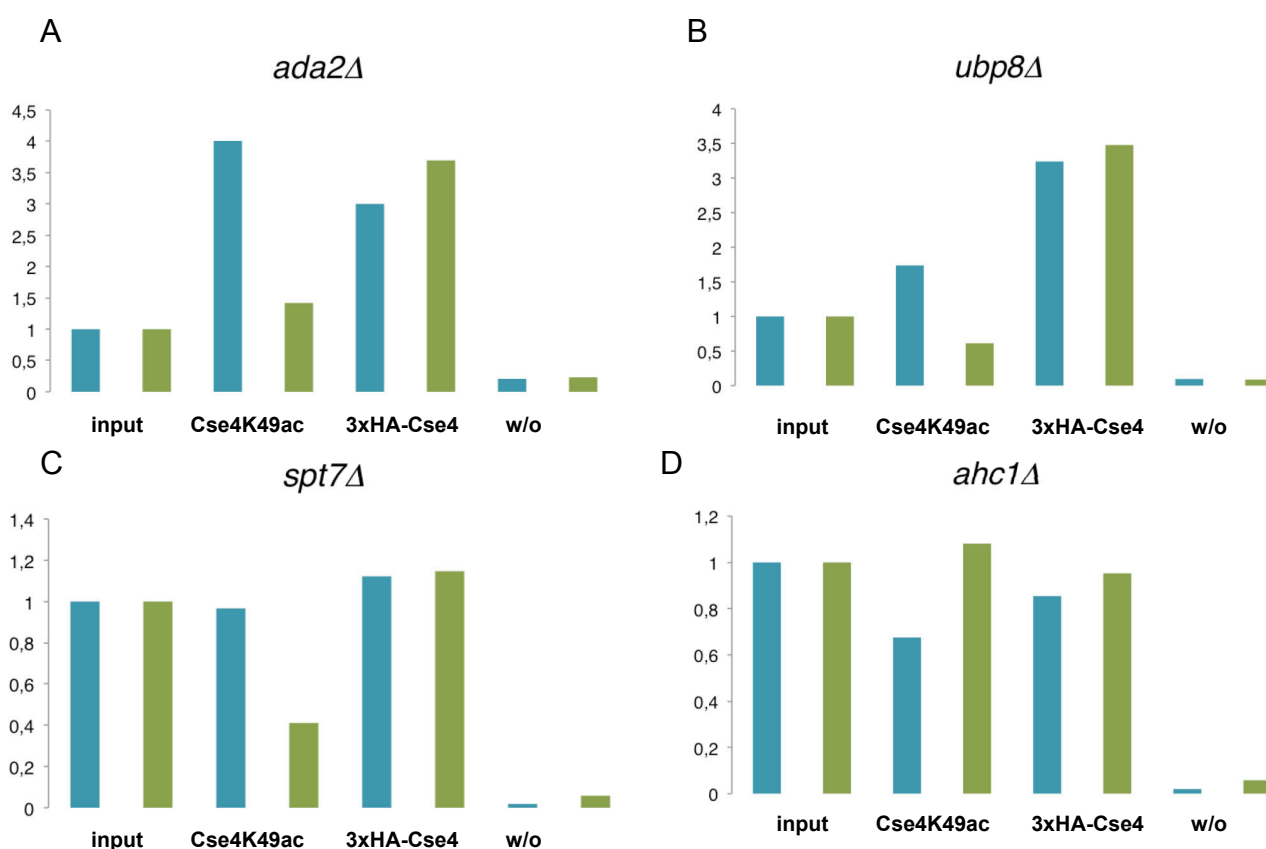 A
ada2Δ
4,5
4
3,5
3
2,5
2
1,5
1
0,5
0
input Cse4K49ac 3xHA-Cse4 w/o
B
ubp8Δ
4
3,5
3
2,5
2
1,5
1
0,5
0
input Cse4K49ac 3xHA-Cse4 w/o
C
spt7Δ
1,4
1,2
1
0,8
0,6
0,4
0,2
0
input Cse4K49ac 3xHA-Cse4 w/o
D
ahc1Δ
1,2
1
0,8
0,6
0,4
0,2
0
input Cse4K49ac 3xHA-Cse4 w/o